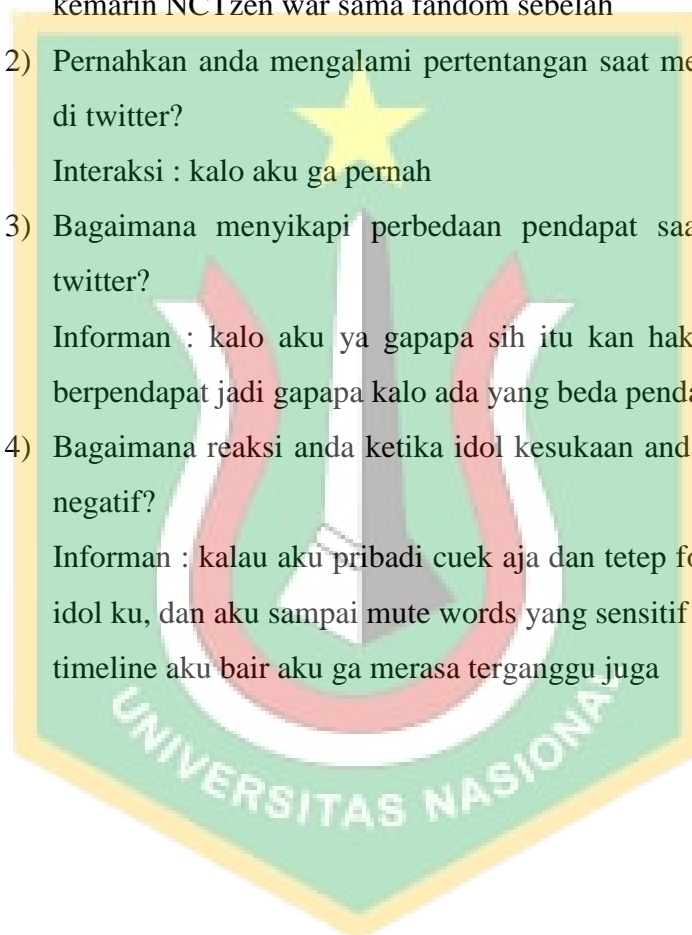 kemarin NCTzen war sama fandom sebelah
2) Pernahkan anda mengalami pertentangan saat me
di twitter?
Interaksi : kalo aku ga pernah
3) Bagaimana menyikapi perbedaan pendapat saa
twitter?
Informan : kalo aku ya gapapa sih itu kan hak
berpendapat jadi gapapa kalo ada yang beda penda
4) Bagaimana reaksi anda ketika idol kesukaan anda
negatif?
Informan : kalau aku pribadi cuek aja dan tetep fo
idol ku, dan aku sampai mute words yang sensitif
timeline aku bair aku ga merasa terganggu juga
UNIVERSITAS NASIONAL